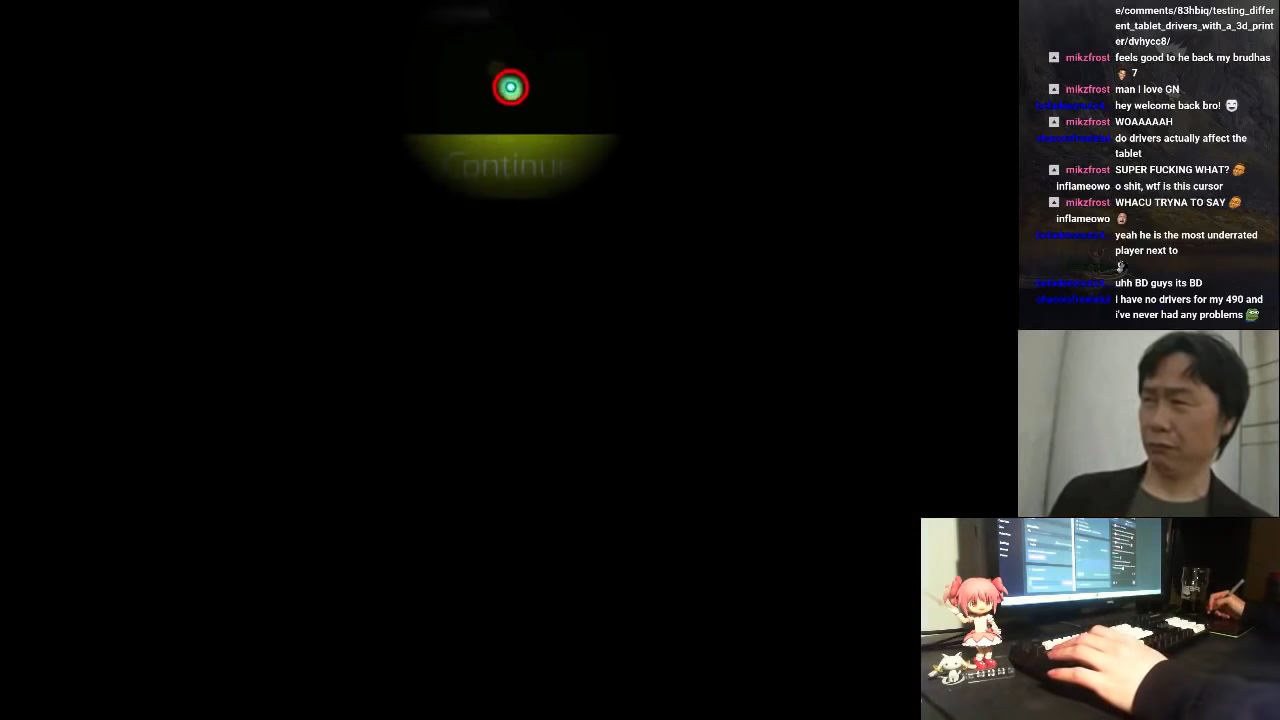 Continue
e/comments/83hbiq/testing_differ
ent_tablet_drivers_with_a_3d_print
er/dvhycc8/
mikzfrost feels good to he back my brudhas
7
mikzfrost man I love GN
hey welcome back bro!
mikzfrost WOAAAAAH
do drivers actually affect the
tablet
mikzfrost SUPER FUCKING WHAT?
inflameowo o shit, wtf is this cursor
mikzfrost WHACU TRYNA TO SAY
inflameowo
yeah he is the most underrated
player next to
uhh BD guys its BD
I have no drivers for my 490 and
i've never had any problems